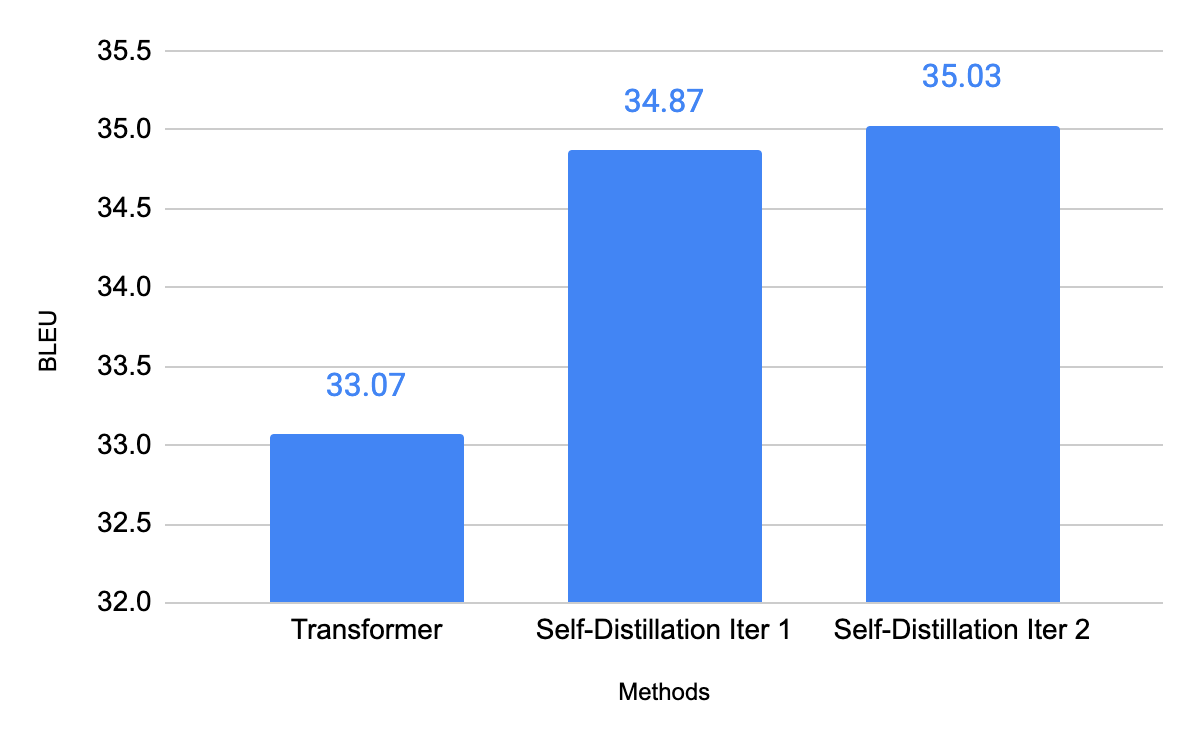 35.5
35.0
34.5
34.0
33.5
33.0
32.5
32.0
BLEU
33.07
34.87
35.03
Transformer
Self-Distillation Iter 1
Self-Distillation Iter 2
Methods